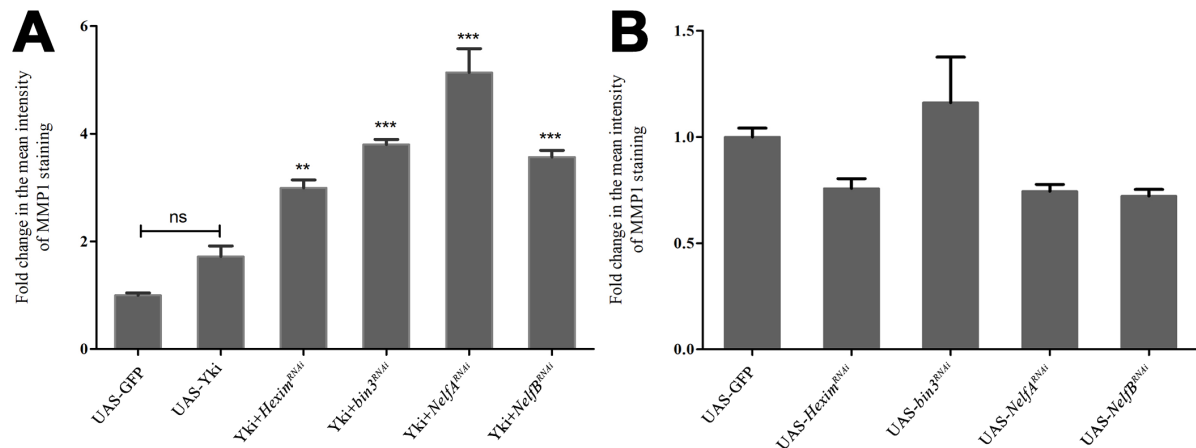 A
Fold change in the mean intensity
of MMP1 staining
6
4
2
0
ns
**
***
***
***
UAS-GFP
UAS-Yki
Yki+Hexim^RNAi
Yki+bin3^RNAi
Yki+NelfA^RNAi
Yki+NelfB^RNAi
B
Fold change in the mean intensity
of MMP1 staining
1.5
1.0
0.5
0.0
UAS-GFP
UAS-Hexim^RNAi
UAS-bin3^RNAi
UAS-NelfA^RNAi
UAS-NelfB^RNAi